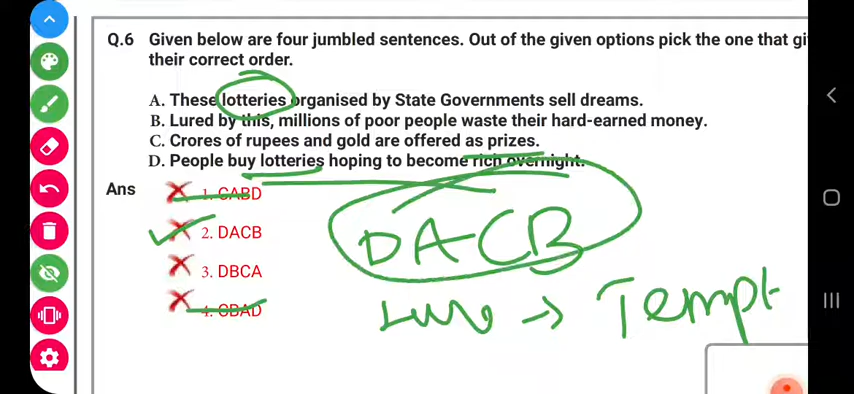 Q.6 Given below are four jumbled sentences. Out of the given options pick the one that gi
their correct order.
A. These lotteries organised by State Governments sell dreams.
B. Lured by this, millions of poor people waste their hard-earned money.
C. Crores of rupees and gold are offered as prizes.
D. People buy lotteries hoping to become rich overnight.
Ans 1. CABD
2. DACB
3. DBCA
4. CBAD
DACB
Lure → Tempt